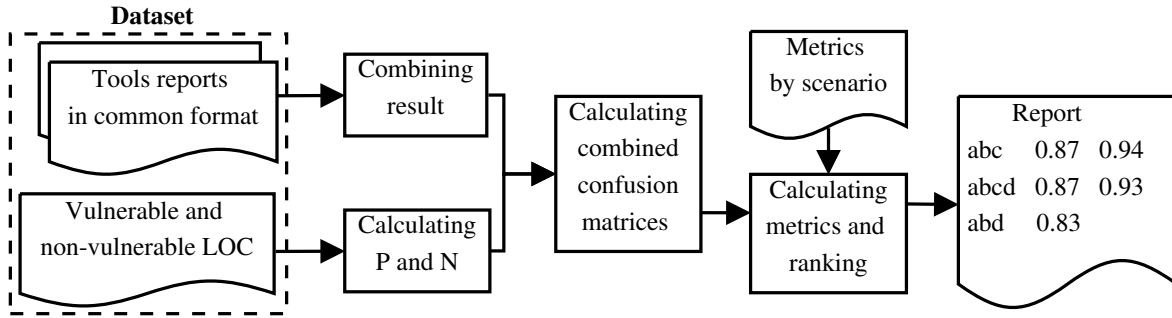 Dataset
Tools reports
in common format
Vulnerable and
non-vulnerable LOC
Combining
result
Calculating
P and N
Calculating
combined
confusion
matrices
Metrics
by scenario
Calculating
metrics and
ranking
Report
abc 0.87 0.94
abcd 0.87 0.93
abd 0.83